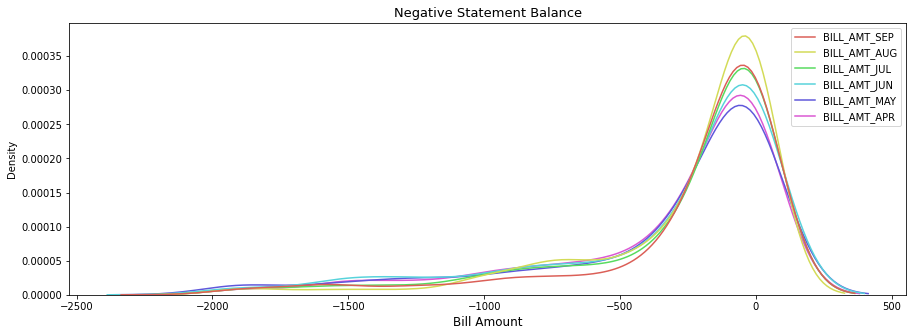 Negative Statement Balance
BILL_AMT_SEP
BILL_AMT_AUG
BILL_AMT_JUL
BILL_AMT_JUN
BILL_AMT_MAY
BILL_AMT_APR
Density
0.00035
0.00030
0.00025
0.00020
0.00015
0.00010
0.00005
0.00000
−2500 −2000 −1500 −1000 −500 0 500
Bill Amount